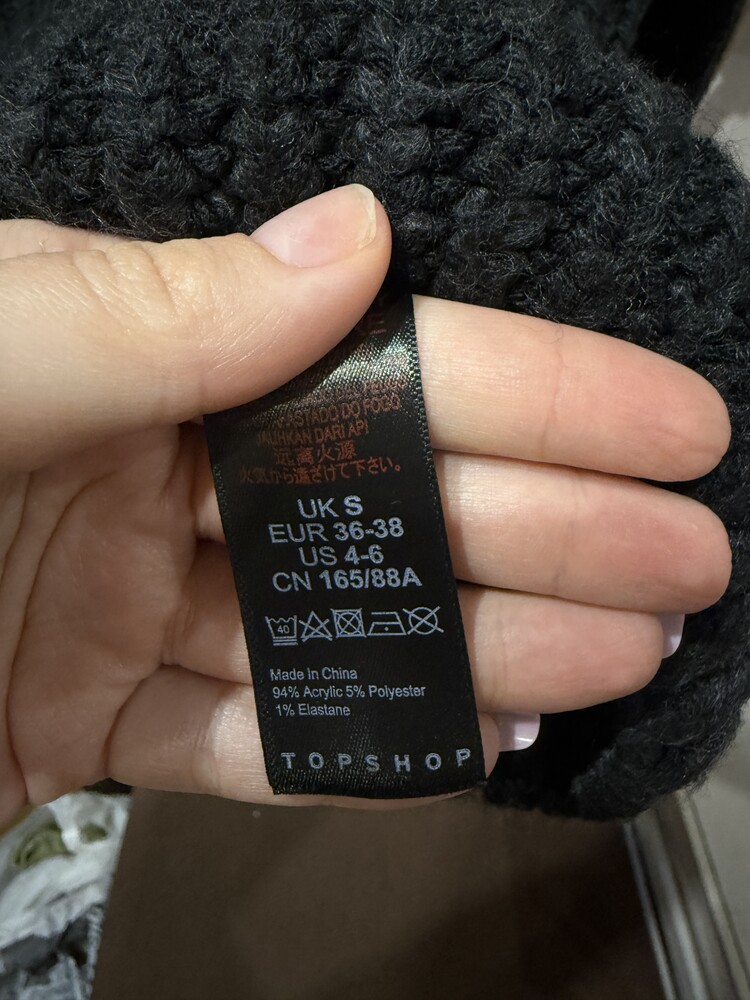 AFASTADO DO FOGO
JAUHKAN DARI API
远离火源
火気から遠ざけて下さい。
UK S
EUR 36-38
US 4-6
CN 165/88A
40
Made In China
94% Acrylic 5% Polyester
1% Elastane
TOPSHOP